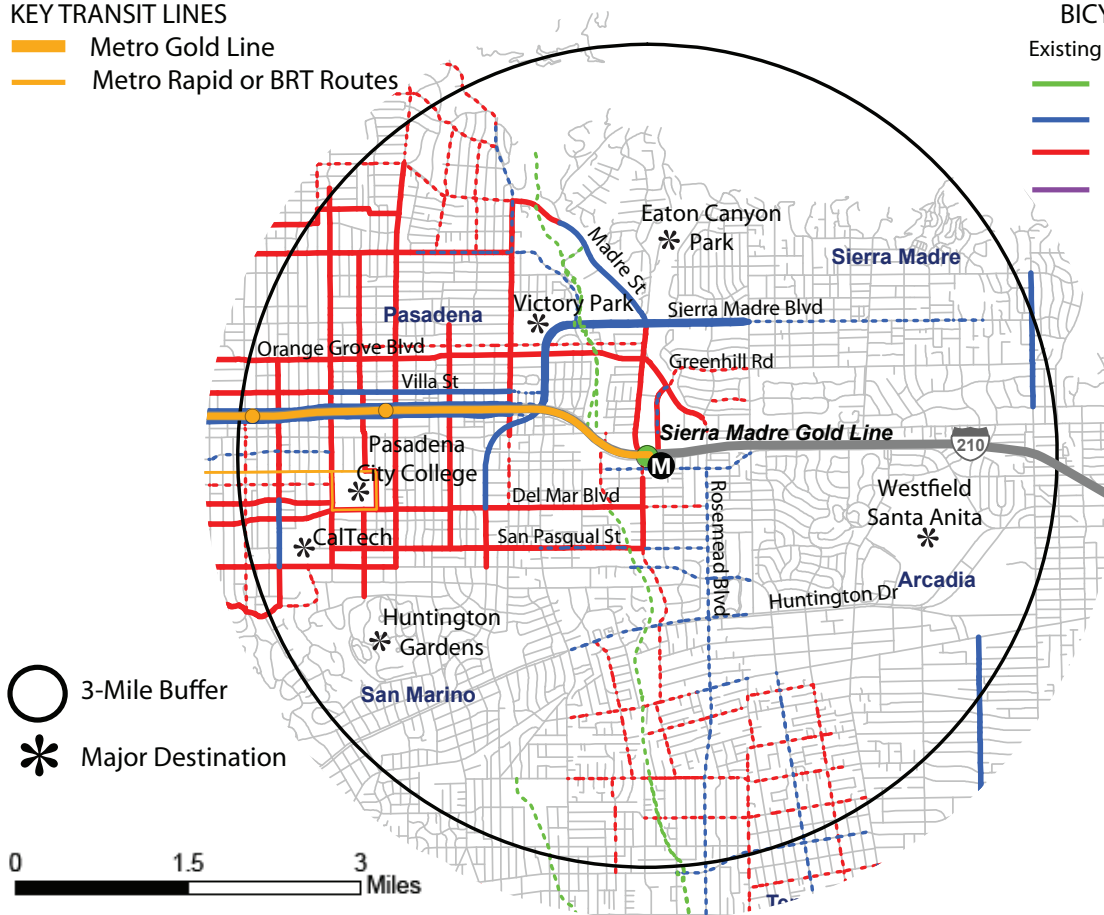 KEY TRANSIT LINES
Metro Gold Line
Metro Rapid or BRT Routes
BICY
Existing
Eaton Canyon
Park
Madre St
Sierra Madre
Victory Park
Sierra Madre Blvd
Pasadena
Orange Grove Blvd
Greenhill Rd
Villa St
Sierra Madre Gold Line
210
Pasadena
City College
M
Westfield
Santa Anita
Del Mar Blvd
Rosemead Blvd
San Pasqual St
CalTech
Arcadia
Huntington Dr
Huntington
Gardens
San Marino
3-Mile Buffer
Major Destination
0 1.5 3
Miles